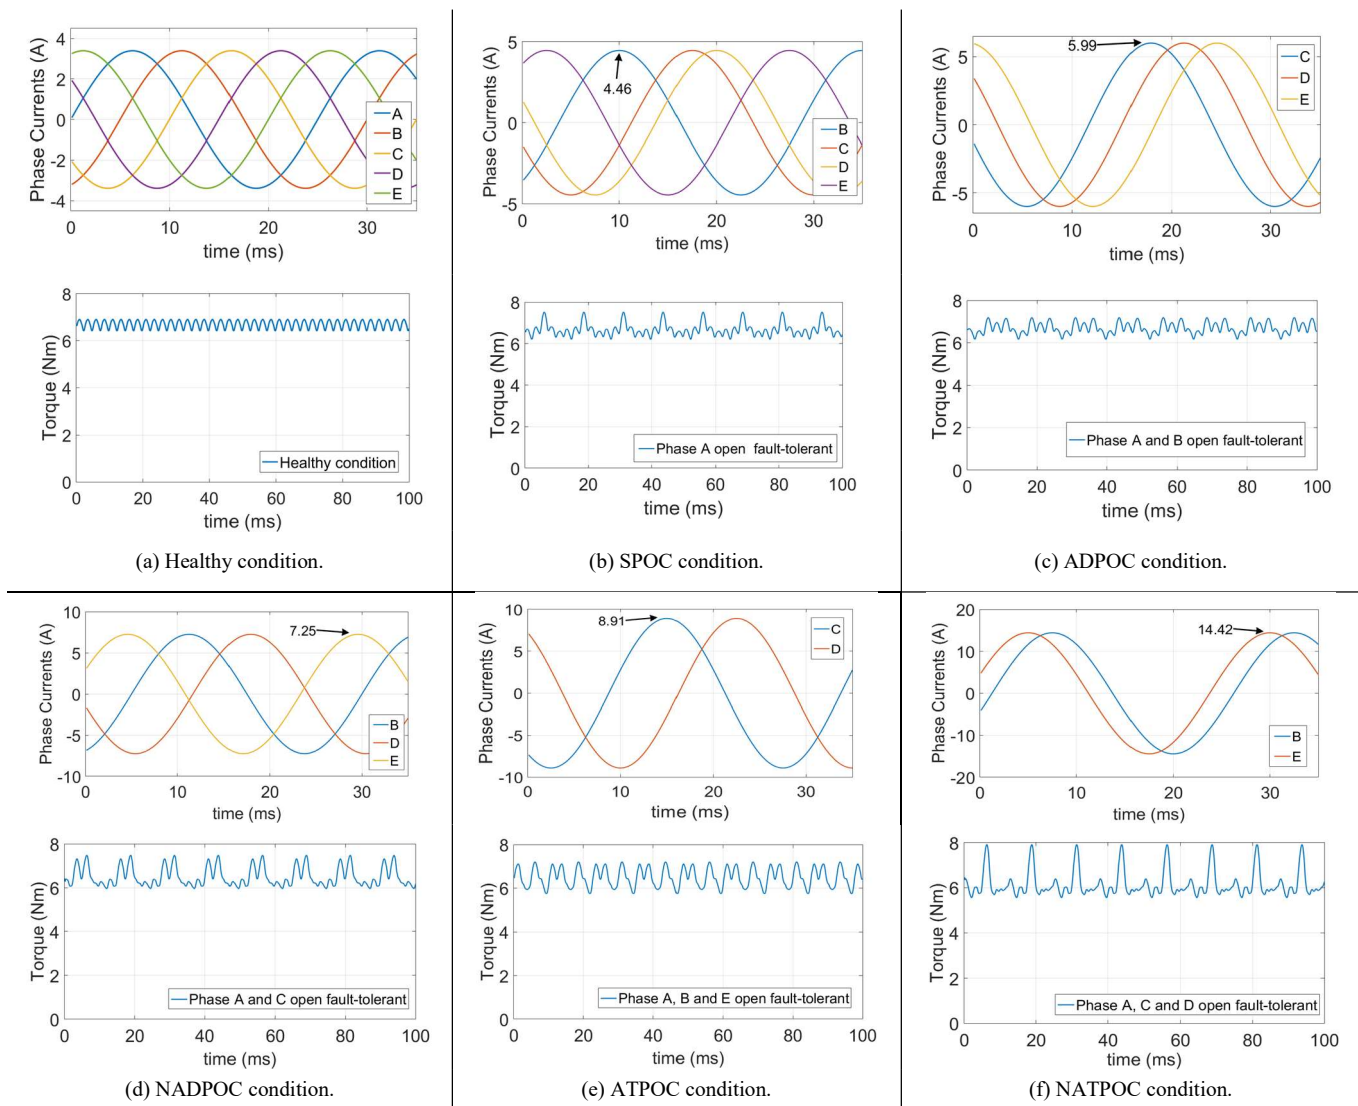 Phase Currents (A)
4
2
0
-2
-4
0
10
20
30
time (ms)
A
B
C
D
E
Torque (Nm)
8
6
4
2
0
0
20
40
60
80
100
time (ms)
Healthy condition
(a) Healthy condition.
Phase Currents (A)
5
0
-5
0
10
20
30
time (ms)
4.46
B
C
D
E
Torque (Nm)
8
6
4
2
0
0
20
40
60
80
100
time (ms)
Phase A open fault-tolerant
(b) SPOC condition.
Phase Currents (A)
5
0
-5
0
10
20
30
time (ms)
5.99
C
D
E
Torque (Nm)
8
6
4
2
0
0
20
40
60
80
100
time (ms)
Phase A and B open fault-tolerant
(c) ADPOC condition.
Phase Currents (A)
10
5
0
-5
-10
0
10
20
30
time (ms)
7.25
B
D
E
Torque (Nm)
8
6
4
2
0
0
20
40
60
80
100
time (ms)
Phase A and C open fault-tolerant
(d) NADPOC condition.
Phase Currents (A)
10
5
0
-5
-10
0
10
20
30
time (ms)
8.91
C
D
Torque (Nm)
8
6
4
2
0
0
20
40
60
80
100
time (ms)
Phase A, B and E open fault-tolerant
(e) ATPOC condition.
Phase Currents (A)
20
10
0
-10
-20
0
10
20
30
time (ms)
14.42
B
E
Torque (Nm)
8
6
4
2
0
0
20
40
60
80
100
time (ms)
Phase A, C and D open fault-tolerant
(f) NATPOC condition.